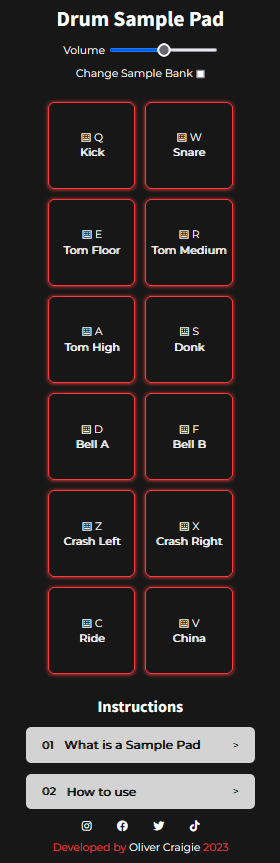 Drum Sample Pad
Volume
Change Sample Bank
Q
Kick
W
Snare
E
Tom Floor
R
Tom Medium
A
Tom High
S
Donk
D
Bell A
F
Bell B
Z
Crash Left
X
Crash Right
C
Ride
V
China
Instructions
01 What is a Sample Pad >
02 How to use >
Developed by Oliver Craigie 2023